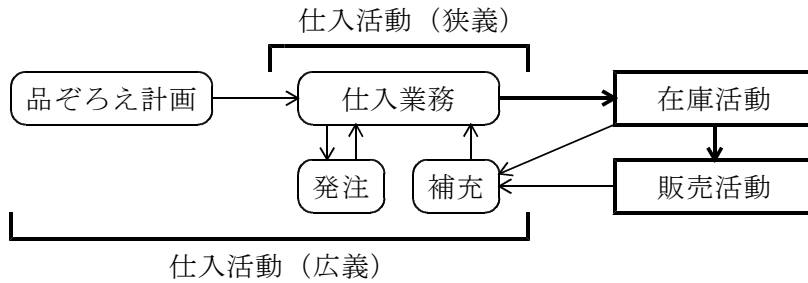 仕入活動（狭義）
品ぞろえ計画
仕入業務
在庫活動
発注
補充
販売活動
仕入活動（広義）